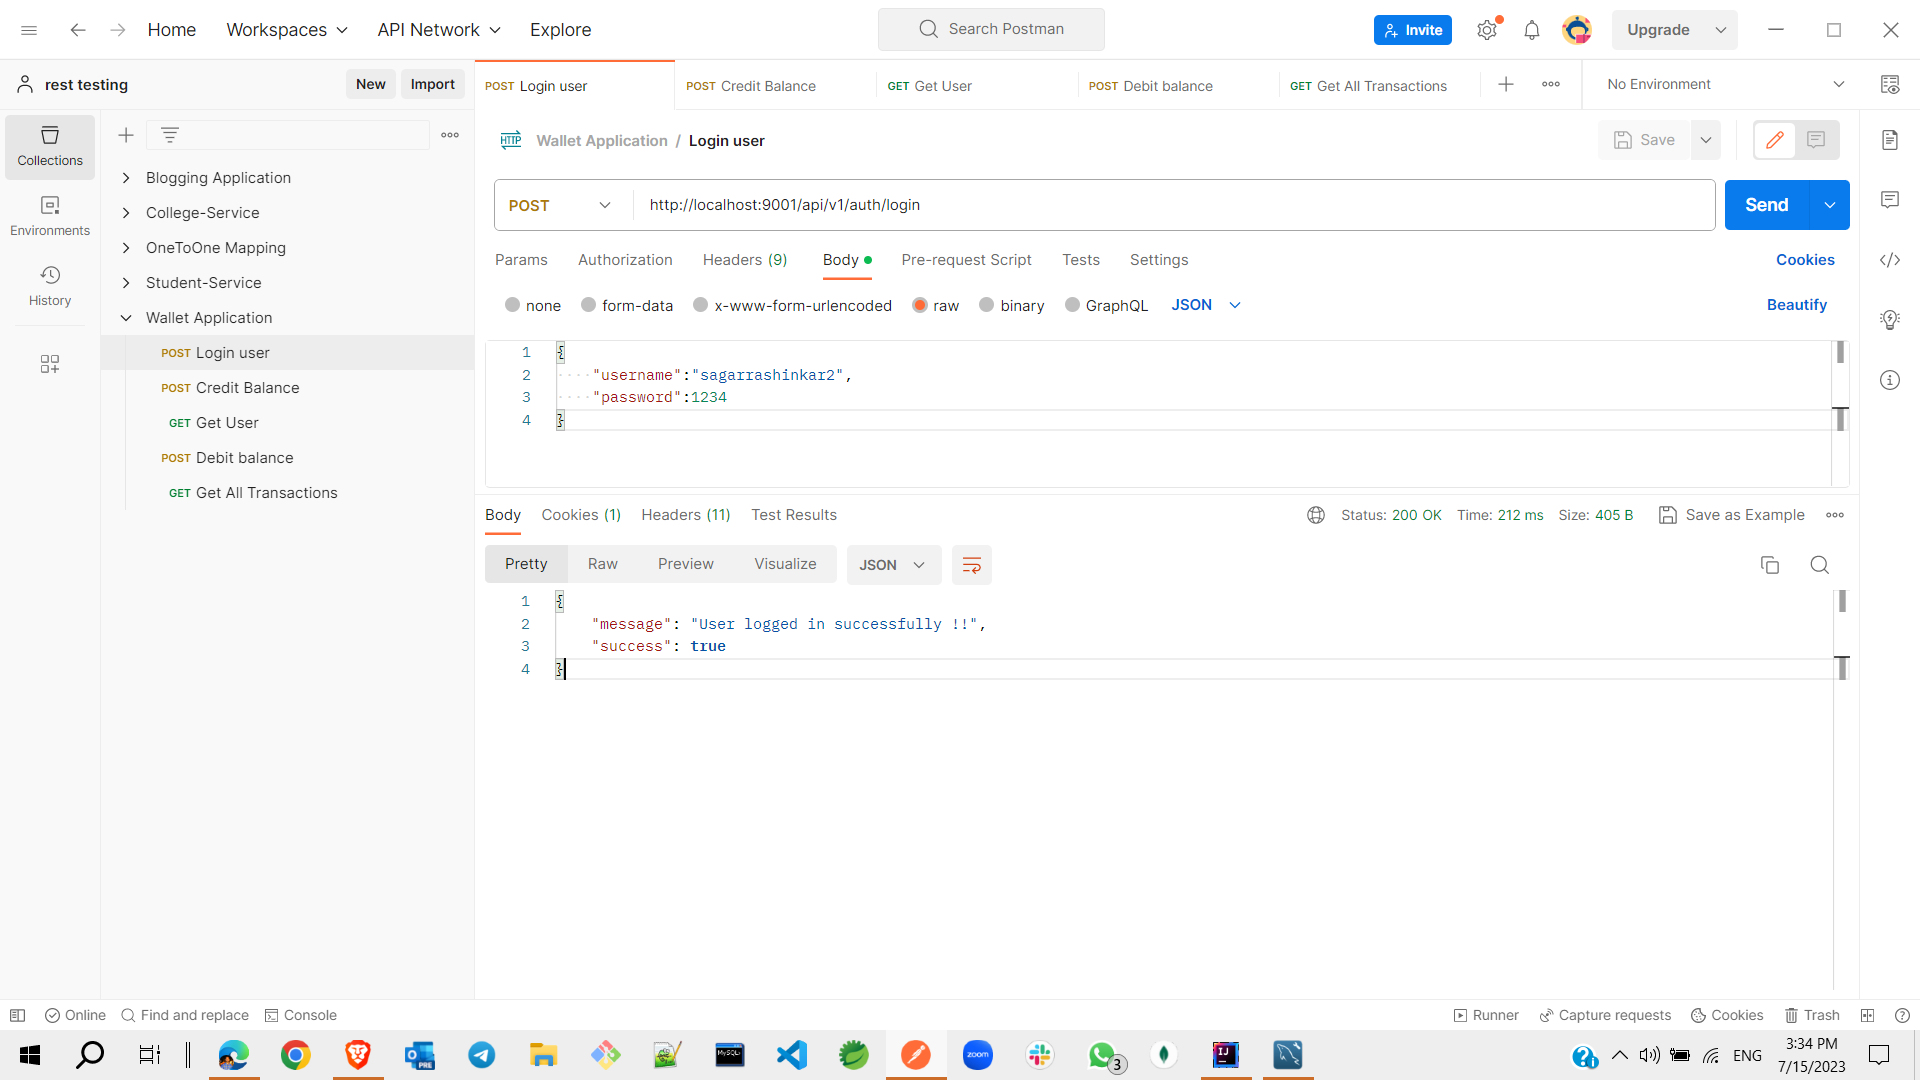 Home
Workspaces
API Network
Explore
Search Postman
Invite
Upgrade
rest testing
New
Import
POST Login user
POST Credit Balance
GET Get User
POST Debit balance
GET Get All Transactions
No Environment
Collections
Environments
History
Blogging Application
College-Service
OneToOne Mapping
Student-Service
Wallet Application
POST Login user
POST Credit Balance
GET Get User
POST Debit balance
GET Get All Transactions
HTTP Wallet Application / Login user
Save
POST
http://localhost:9001/api/v1/auth/login
Send
Params
Authorization
Headers (9)
Body
Pre-request Script
Tests
Settings
Cookies
none
form-data
x-www-form-urlencoded
raw
binary
GraphQL
JSON
Beautify
1 {
2 "username":"sagarrashinkar2",
3 "password":1234
4 }
Body
Cookies (1)
Headers (11)
Test Results
Status: 200 OK
Time: 212 ms
Size: 405 B
Save as Example
Pretty
Raw
Preview
Visualize
JSON
1 {
2 "message": "User logged in successfully !!",
3 "success": true
4 }
Online
Find and replace
Console
Runner
Capture requests
Cookies
Trash
PRE
MySQL
zoom
3
IJ
ENG
3:34 PM
7/15/2023